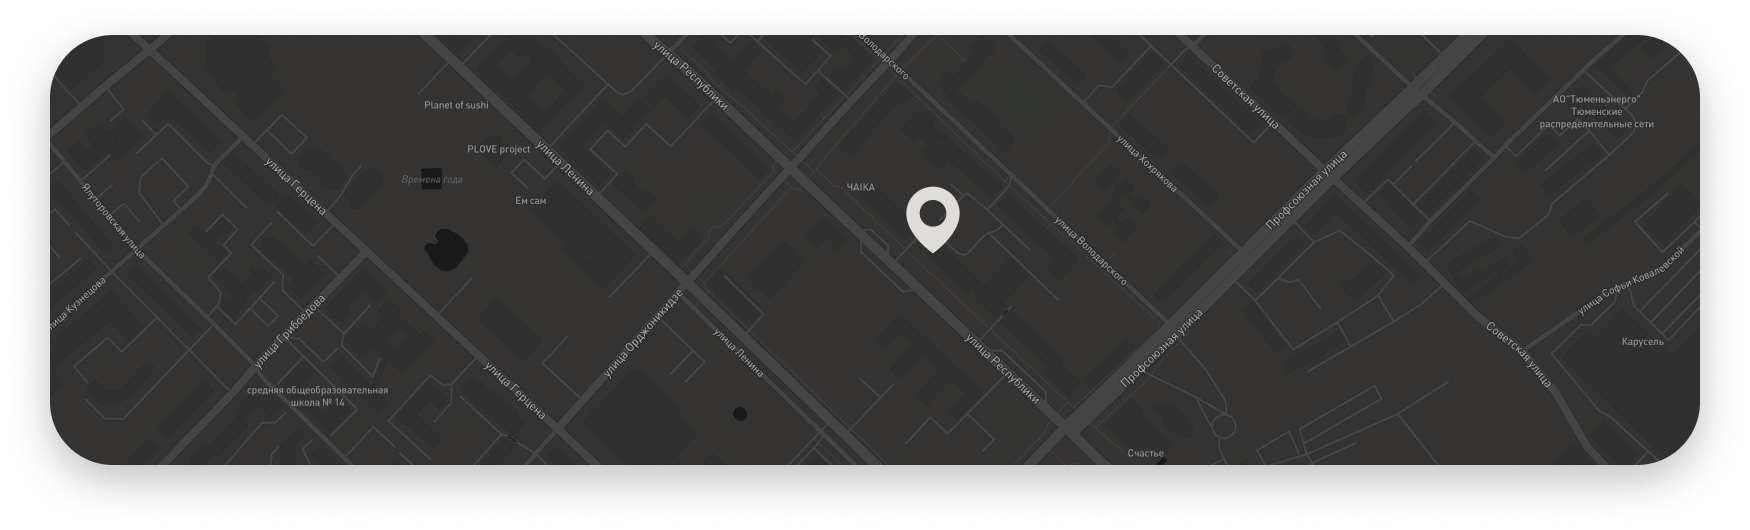 улица Республики
Володарского
Советская улица
Planet of sushi
АО"Тюменьэнерго"
Тюменские
распределительные сети
PLOVE project
улица Ленина
улица Хохрякова
Времена года
улица Герцена
ЧАІКА
Профсоюзная улица
Ем сам
Ялуторовская улица
улица Володарского
улица Кузнецова
улица Грибоедова
улица Софьи Ковалевской
улица Орджоникидзе
улица Ленина
улица Республики
Профсоюзная улица
Советская улица
Карусель
улица Герцена
средняя общеобразовательная
школа № 14
Счастье